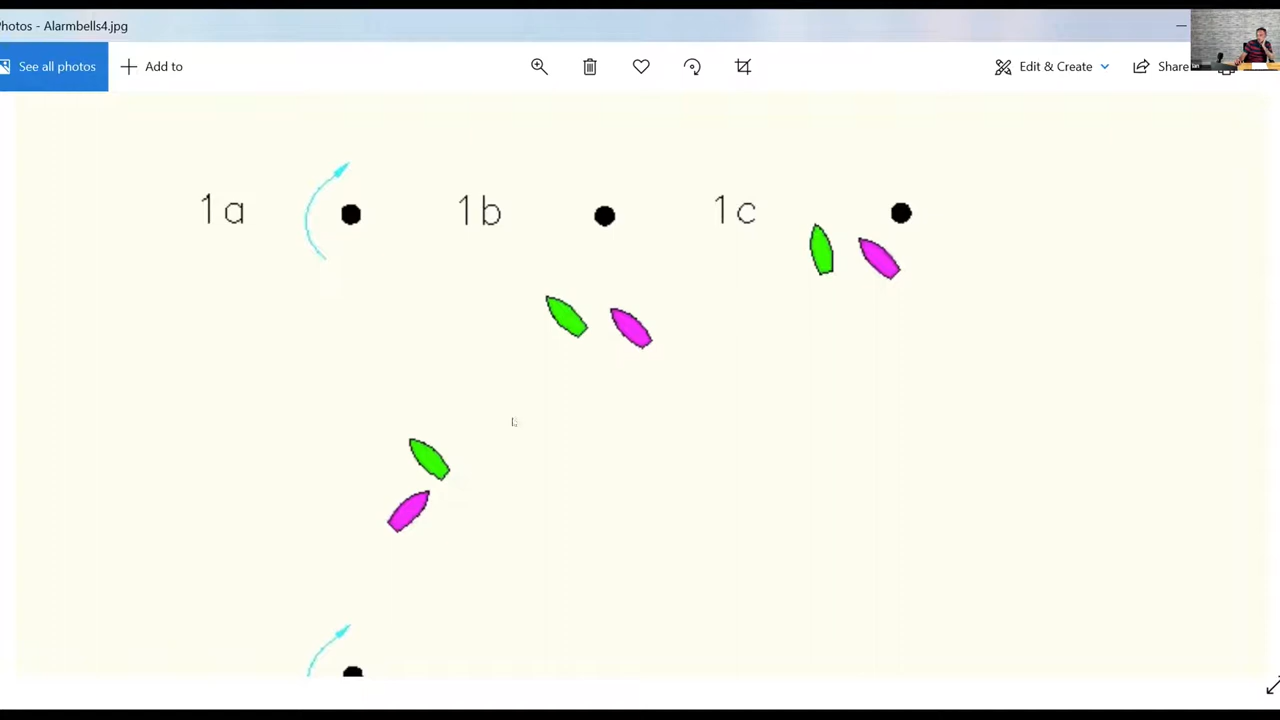 Photos - Alarmbells4.jpg
See all photos
Add to
Edit & Create
Share
1a
1b
1c